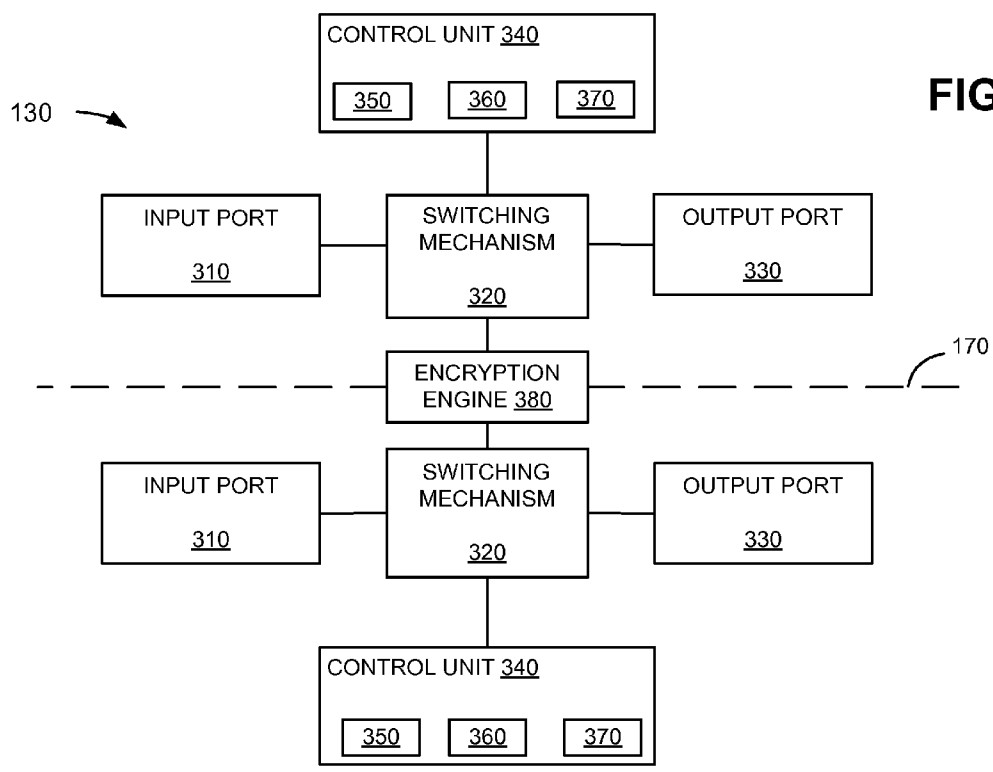 CONTROL UNIT 340
350 360 370
FIG
130
INPUT PORT
310
SWITCHING
MECHANISM
320
OUTPUT PORT
330
ENCRYPTION
ENGINE 380
170
INPUT PORT
310
SWITCHING
MECHANISM
320
OUTPUT PORT
330
CONTROL UNIT 340
350 360 370